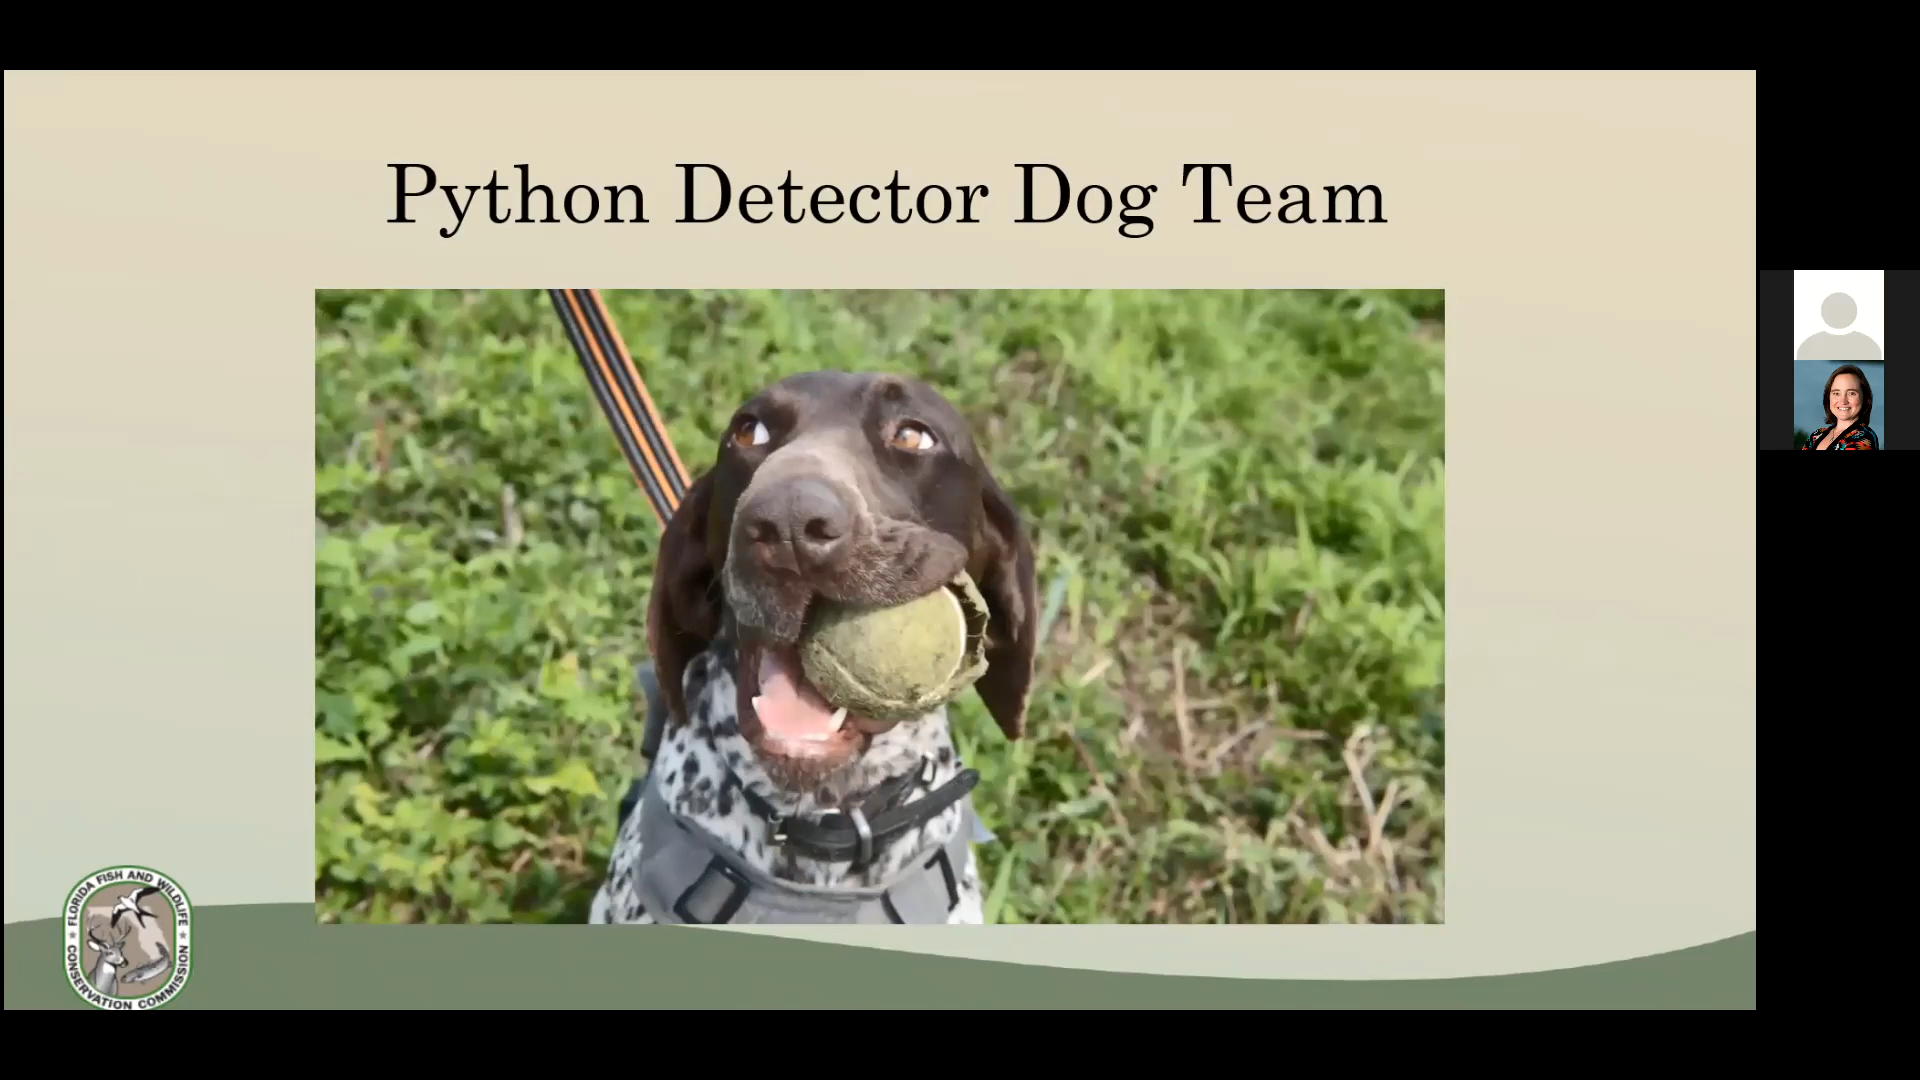 Python Detector Dog Team
FLORIDA FISH AND WILDLIFE
CONSERVATION COMMISSION